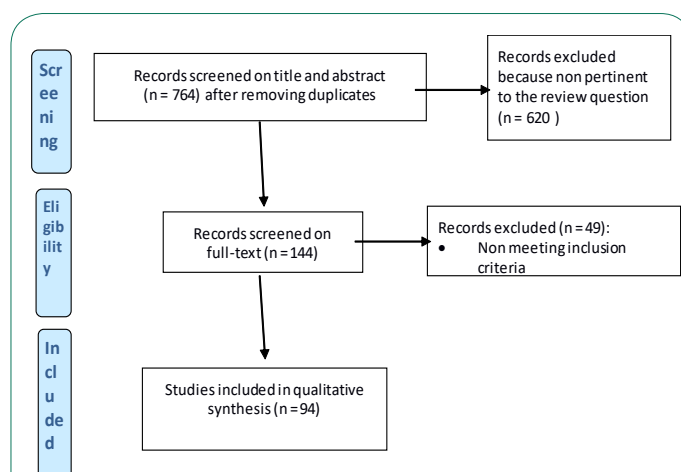 Scr
ee
ni
ng
Records screened on title and abstract
(n = 764) after removing duplicates
Records excluded
because non pertinent
to the review question
(n = 620 )
Eli
gib
ilit
y
Records screened on
full-text (n = 144)
Records excluded (n = 49):
• Non meeting inclusion
criteria
In
cl
u
de
d
Studies included in qualitative
synthesis (n = 94)